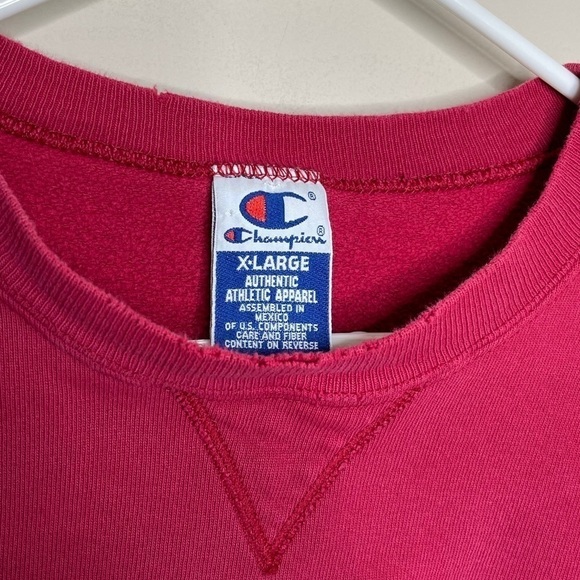 ®
Champion®
X-LARGE
AUTHENTIC
ATHLETIC APPAREL
ASSEMBLED IN
MEXICO
OF U.S. COMPONENTS
CARE AND FIBER
CONTENT ON REVERSE